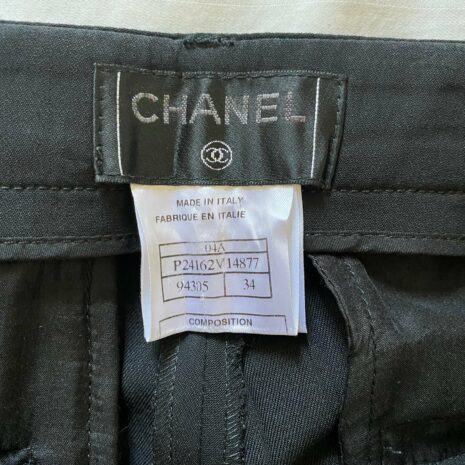 CHANEL
MADE IN ITALY
FABRIQUE EN ITALIE
04A
P24162V14877
94305 34
COMPOSITION